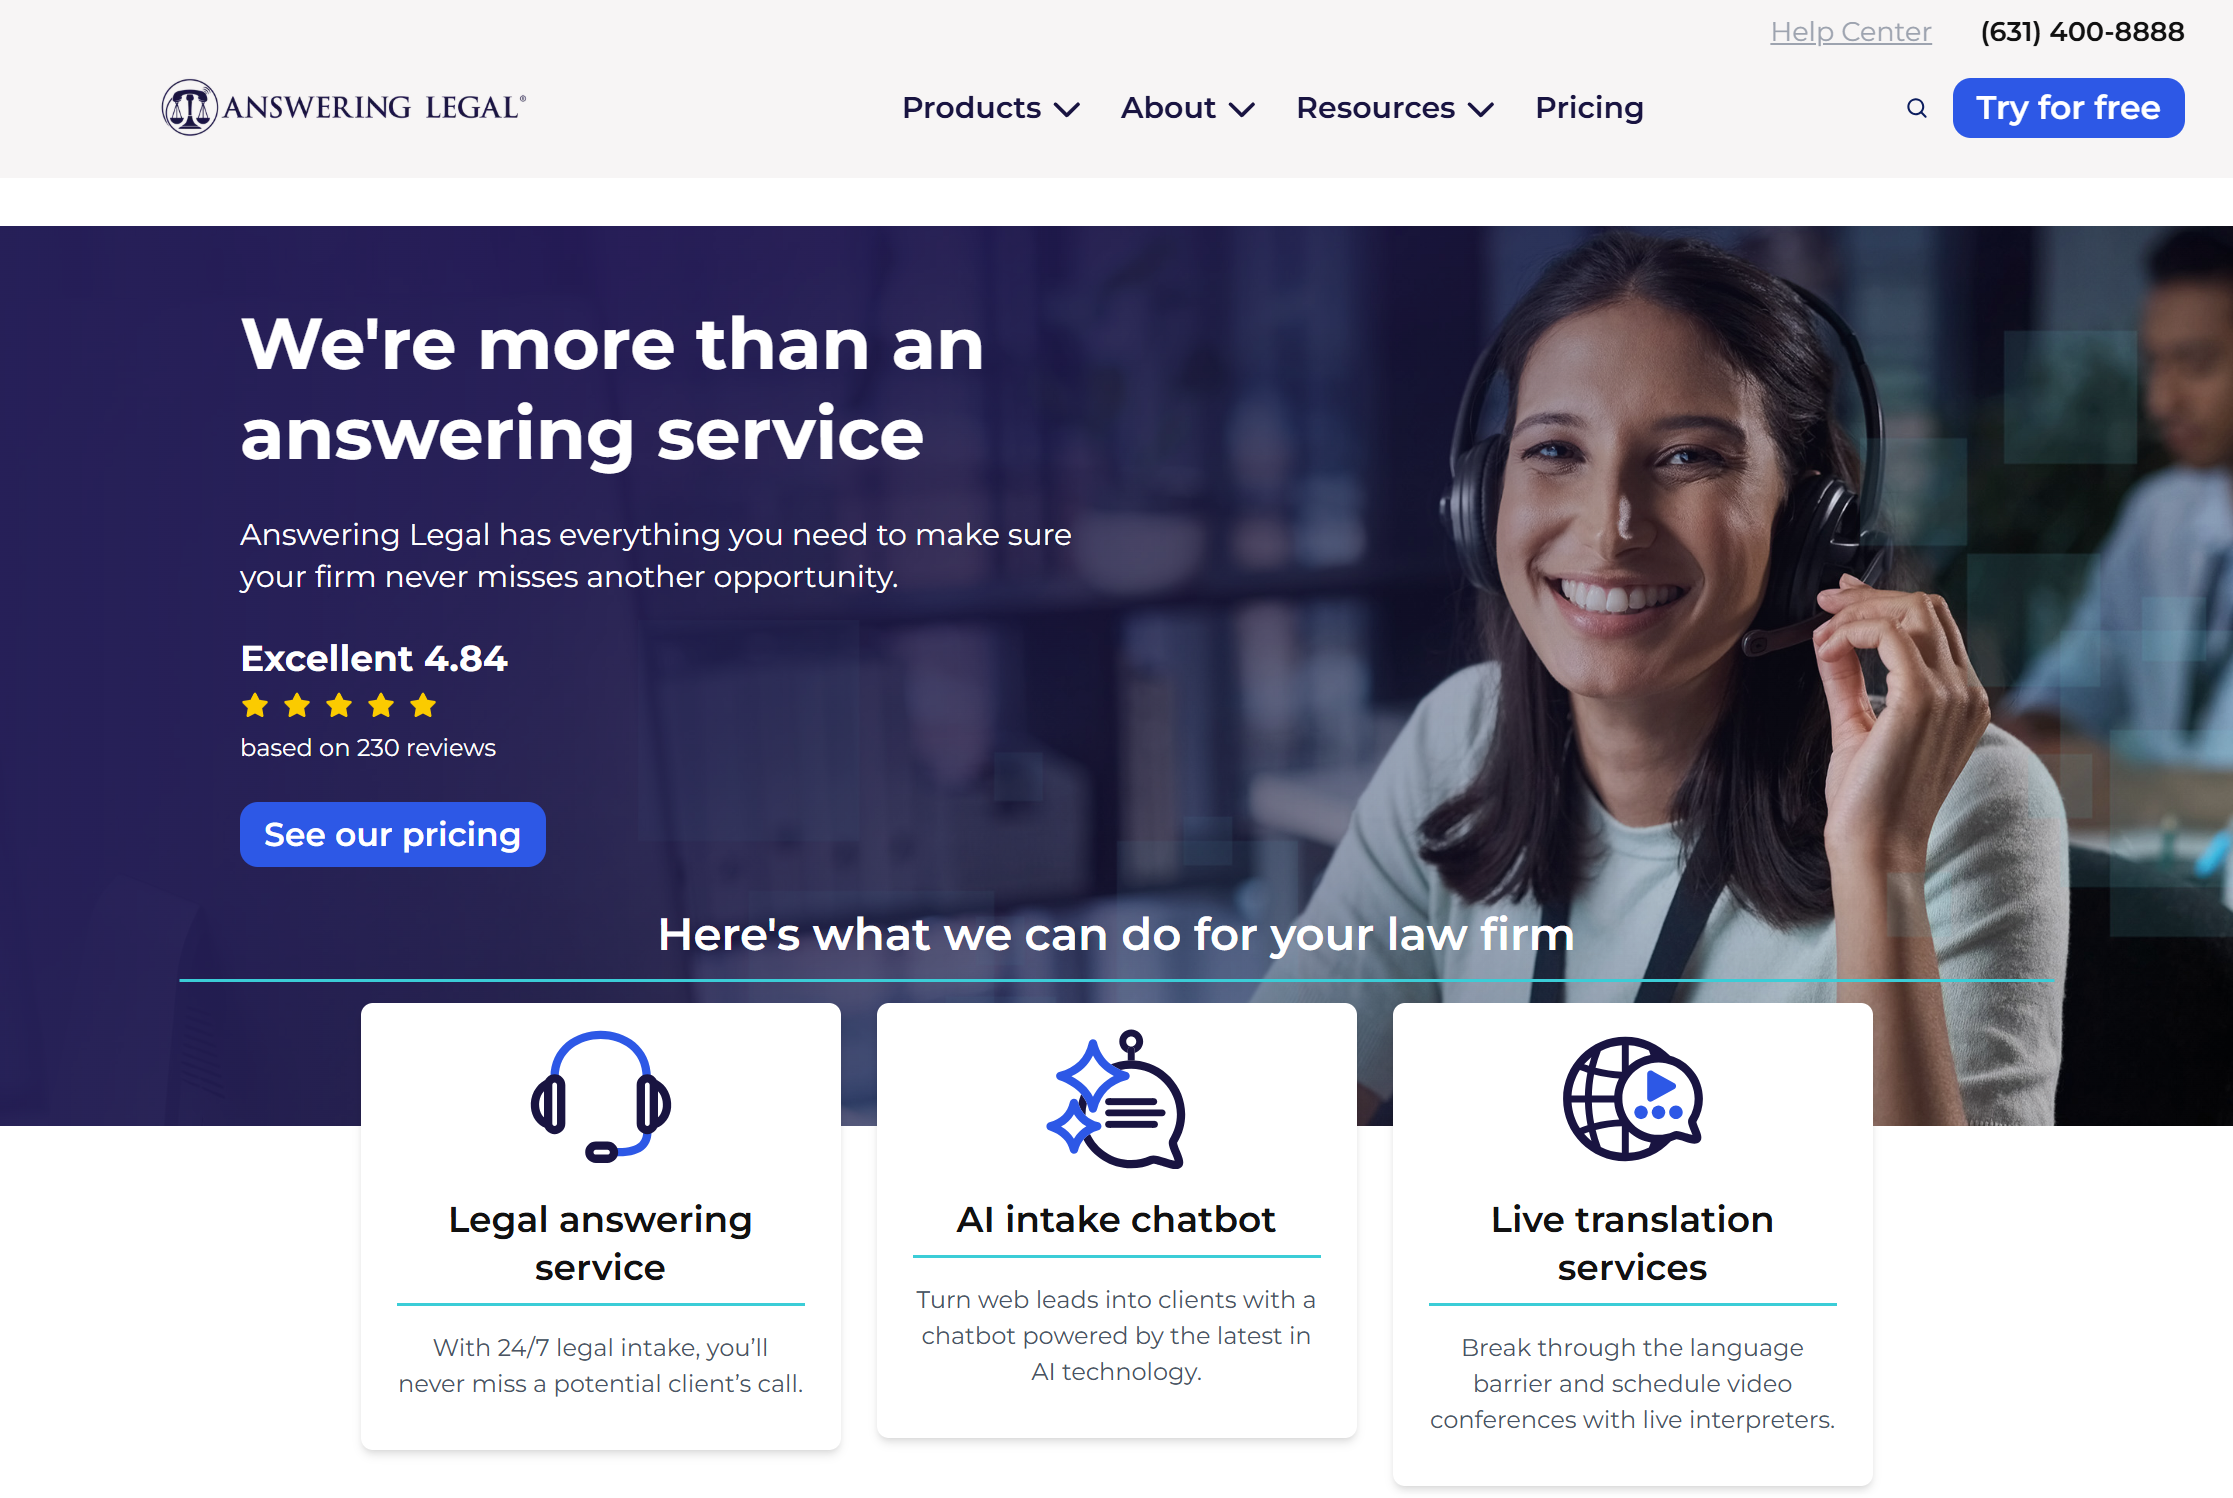 Help Center
(631) 400-8888
ANSWERING LEGAL®
Products
About
Resources
Pricing
Try for free
We're more than an
answering service
Answering Legal has everything you need to make sure
your firm never misses another opportunity.
Excellent 4.84
based on 230 reviews
See our pricing
Here's what we can do for your law firm
Legal answering
service
With 24/7 legal intake, you’ll
never miss a potential client’s call.
AI intake chatbot
Turn web leads into clients with a
chatbot powered by the latest in
AI technology.
Live translation
services
Break through the language
barrier and schedule video
conferences with live interpreters.